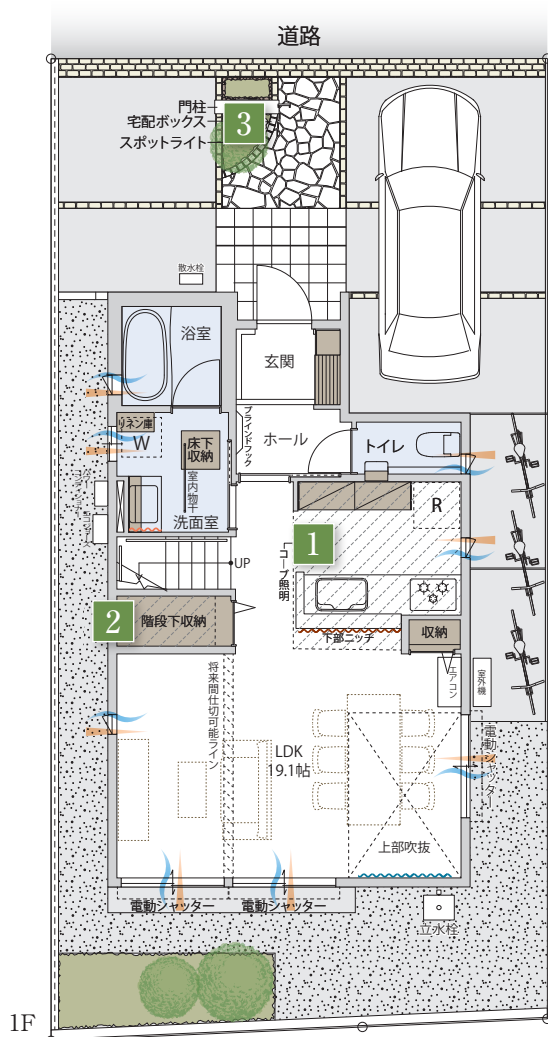 道路
門柱
宅配ボックス
スポットライト
3
散水栓
浴室
玄関
リネン庫
W
床下
収納
室内物干
洗面室
ブラインドフック
ホール
トイレ
R
1
コーブ照明
UP
2
階段下収納
下部ニッチ
収納
エアコン
室外機
将来間仕切可能ライン
LDK
19.1帖
電動シャッター
上部吹抜
電動シャッター
電動シャッター
立水栓
1F